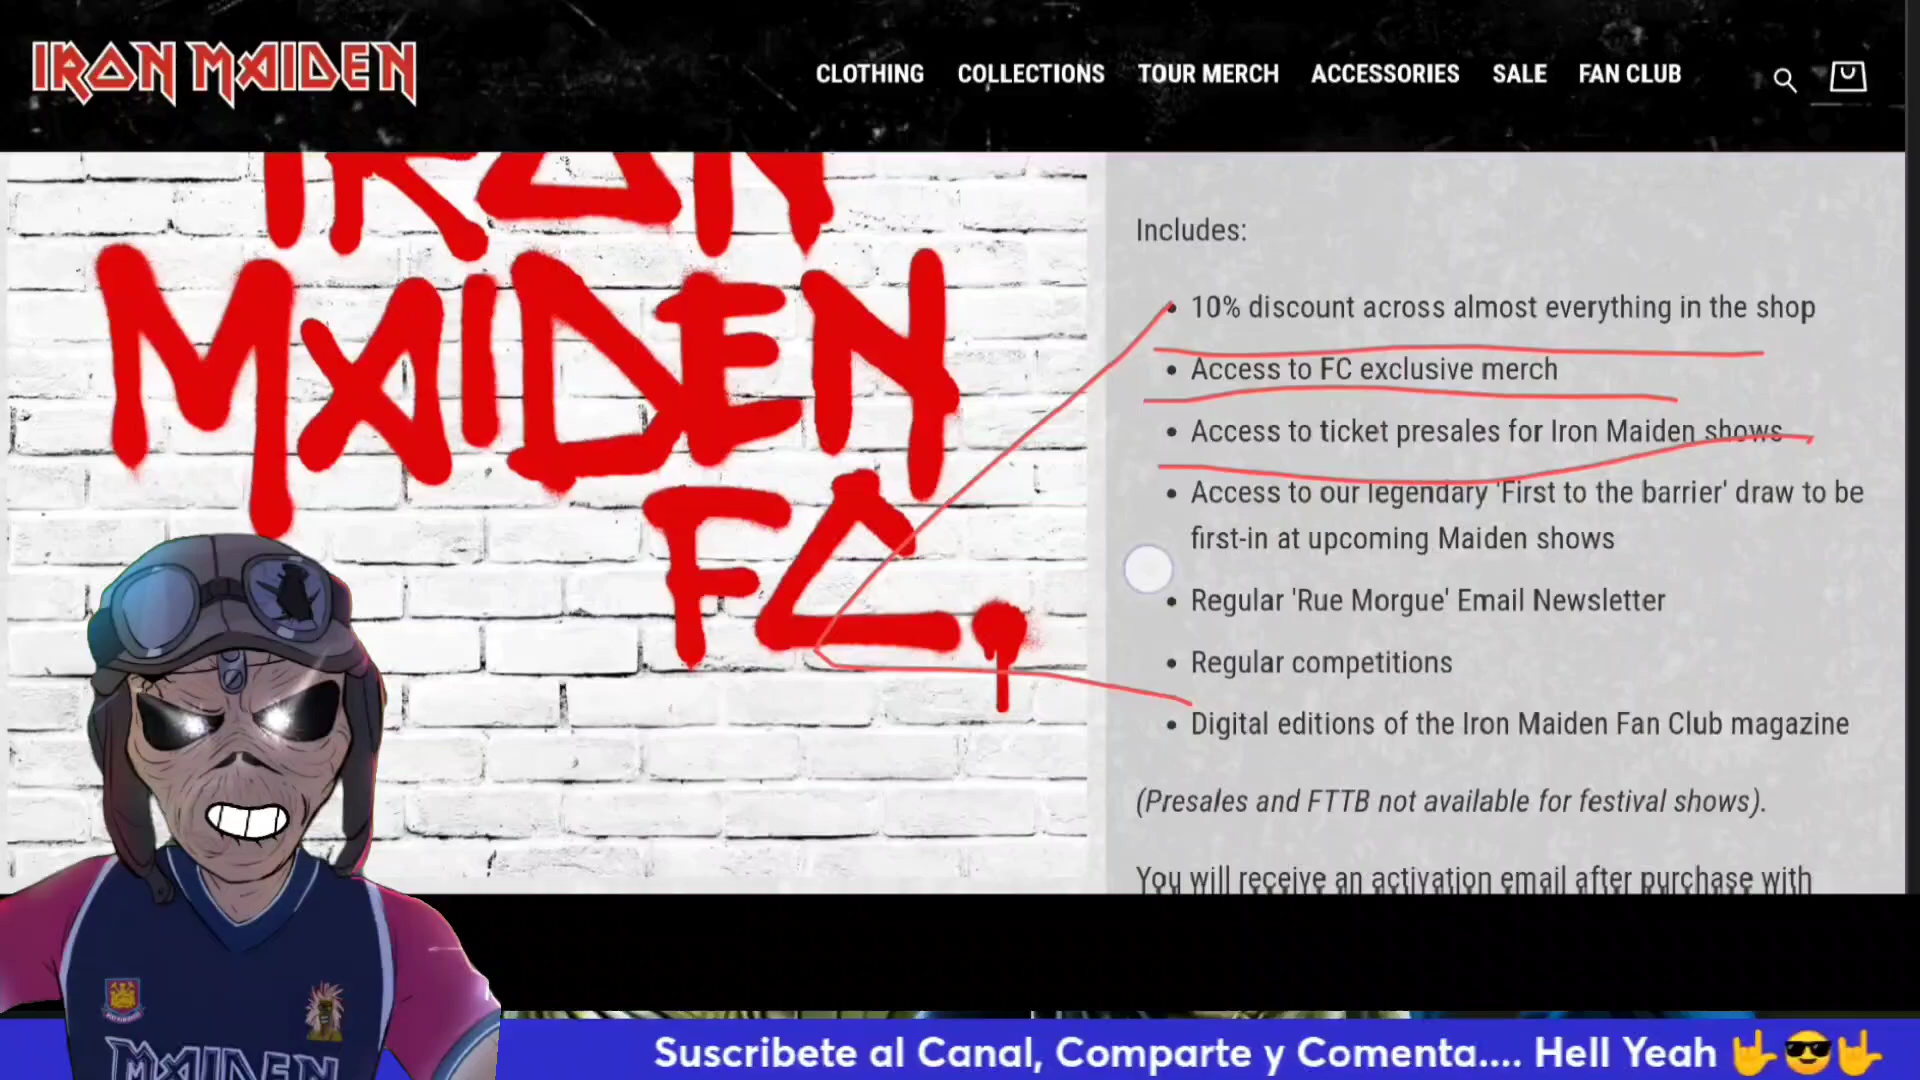 IRON MAIDEN
CLOTHING COLLECTIONS TOUR MERCH ACCESSORIES SALE FAN CLUB
IRON
MAIDEN
FC.
Includes:
• 10% discount across almost everything in the shop
• Access to FC exclusive merch
• Access to ticket presales for Iron Maiden shows
• Access to our legendary 'First to the barrier' draw to be
first-in at upcoming Maiden shows
• Regular 'Rue Morgue' Email Newsletter
• Regular competitions
• Digital editions of the Iron Maiden Fan Club magazine
(Presales and FTTB not available for festival shows).
You will receive an activation email after purchase with
MAIDEN
Suscribete al Canal, Comparte y Comenta.... Hell Yeah 🤟😎🤟